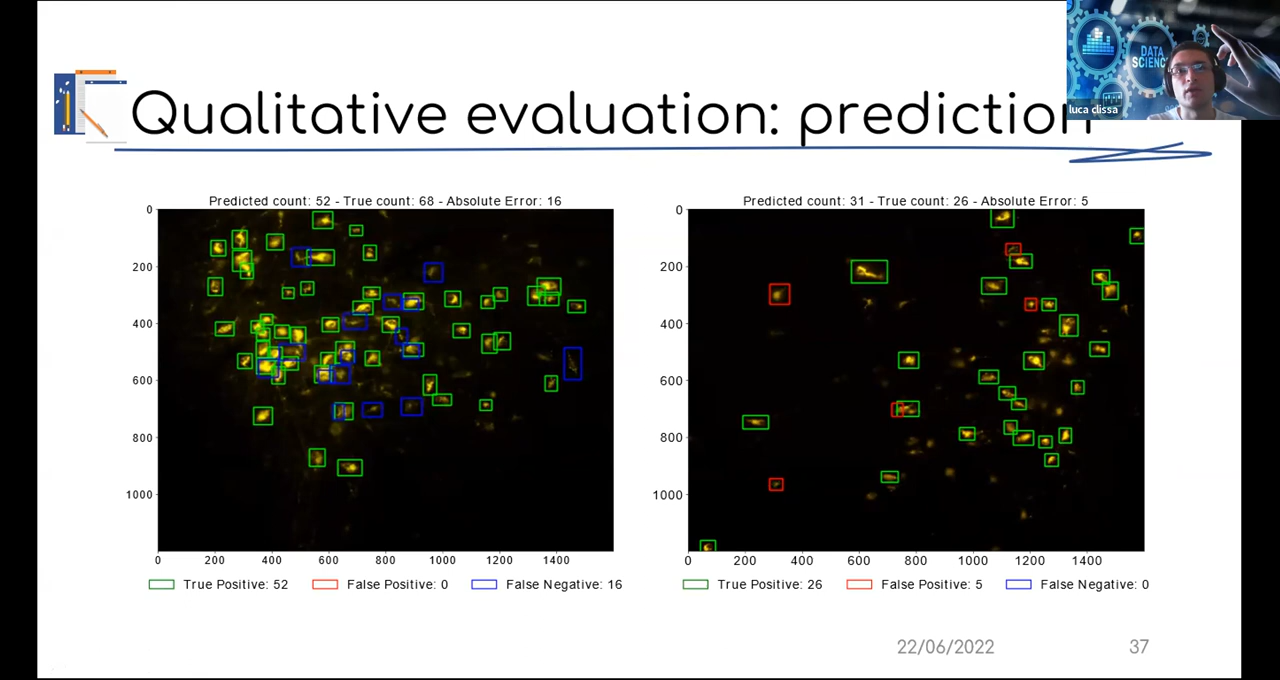 DATA
SCIENC
luca clissa
Qualitative evaluation: prediction
Predicted count: 52 - True count: 68 - Absolute Error: 16
0
200
400
600
800
1000
0 200 400 600 800 1000 1200 1400
True Positive: 52 False Positive: 0 False Negative: 16
Predicted count: 31 - True count: 26 - Absolute Error: 5
0
200
400
600
800
1000
0 200 400 600 800 1000 1200 1400
True Positive: 26 False Positive: 5 False Negative: 0
22/06/2022 37